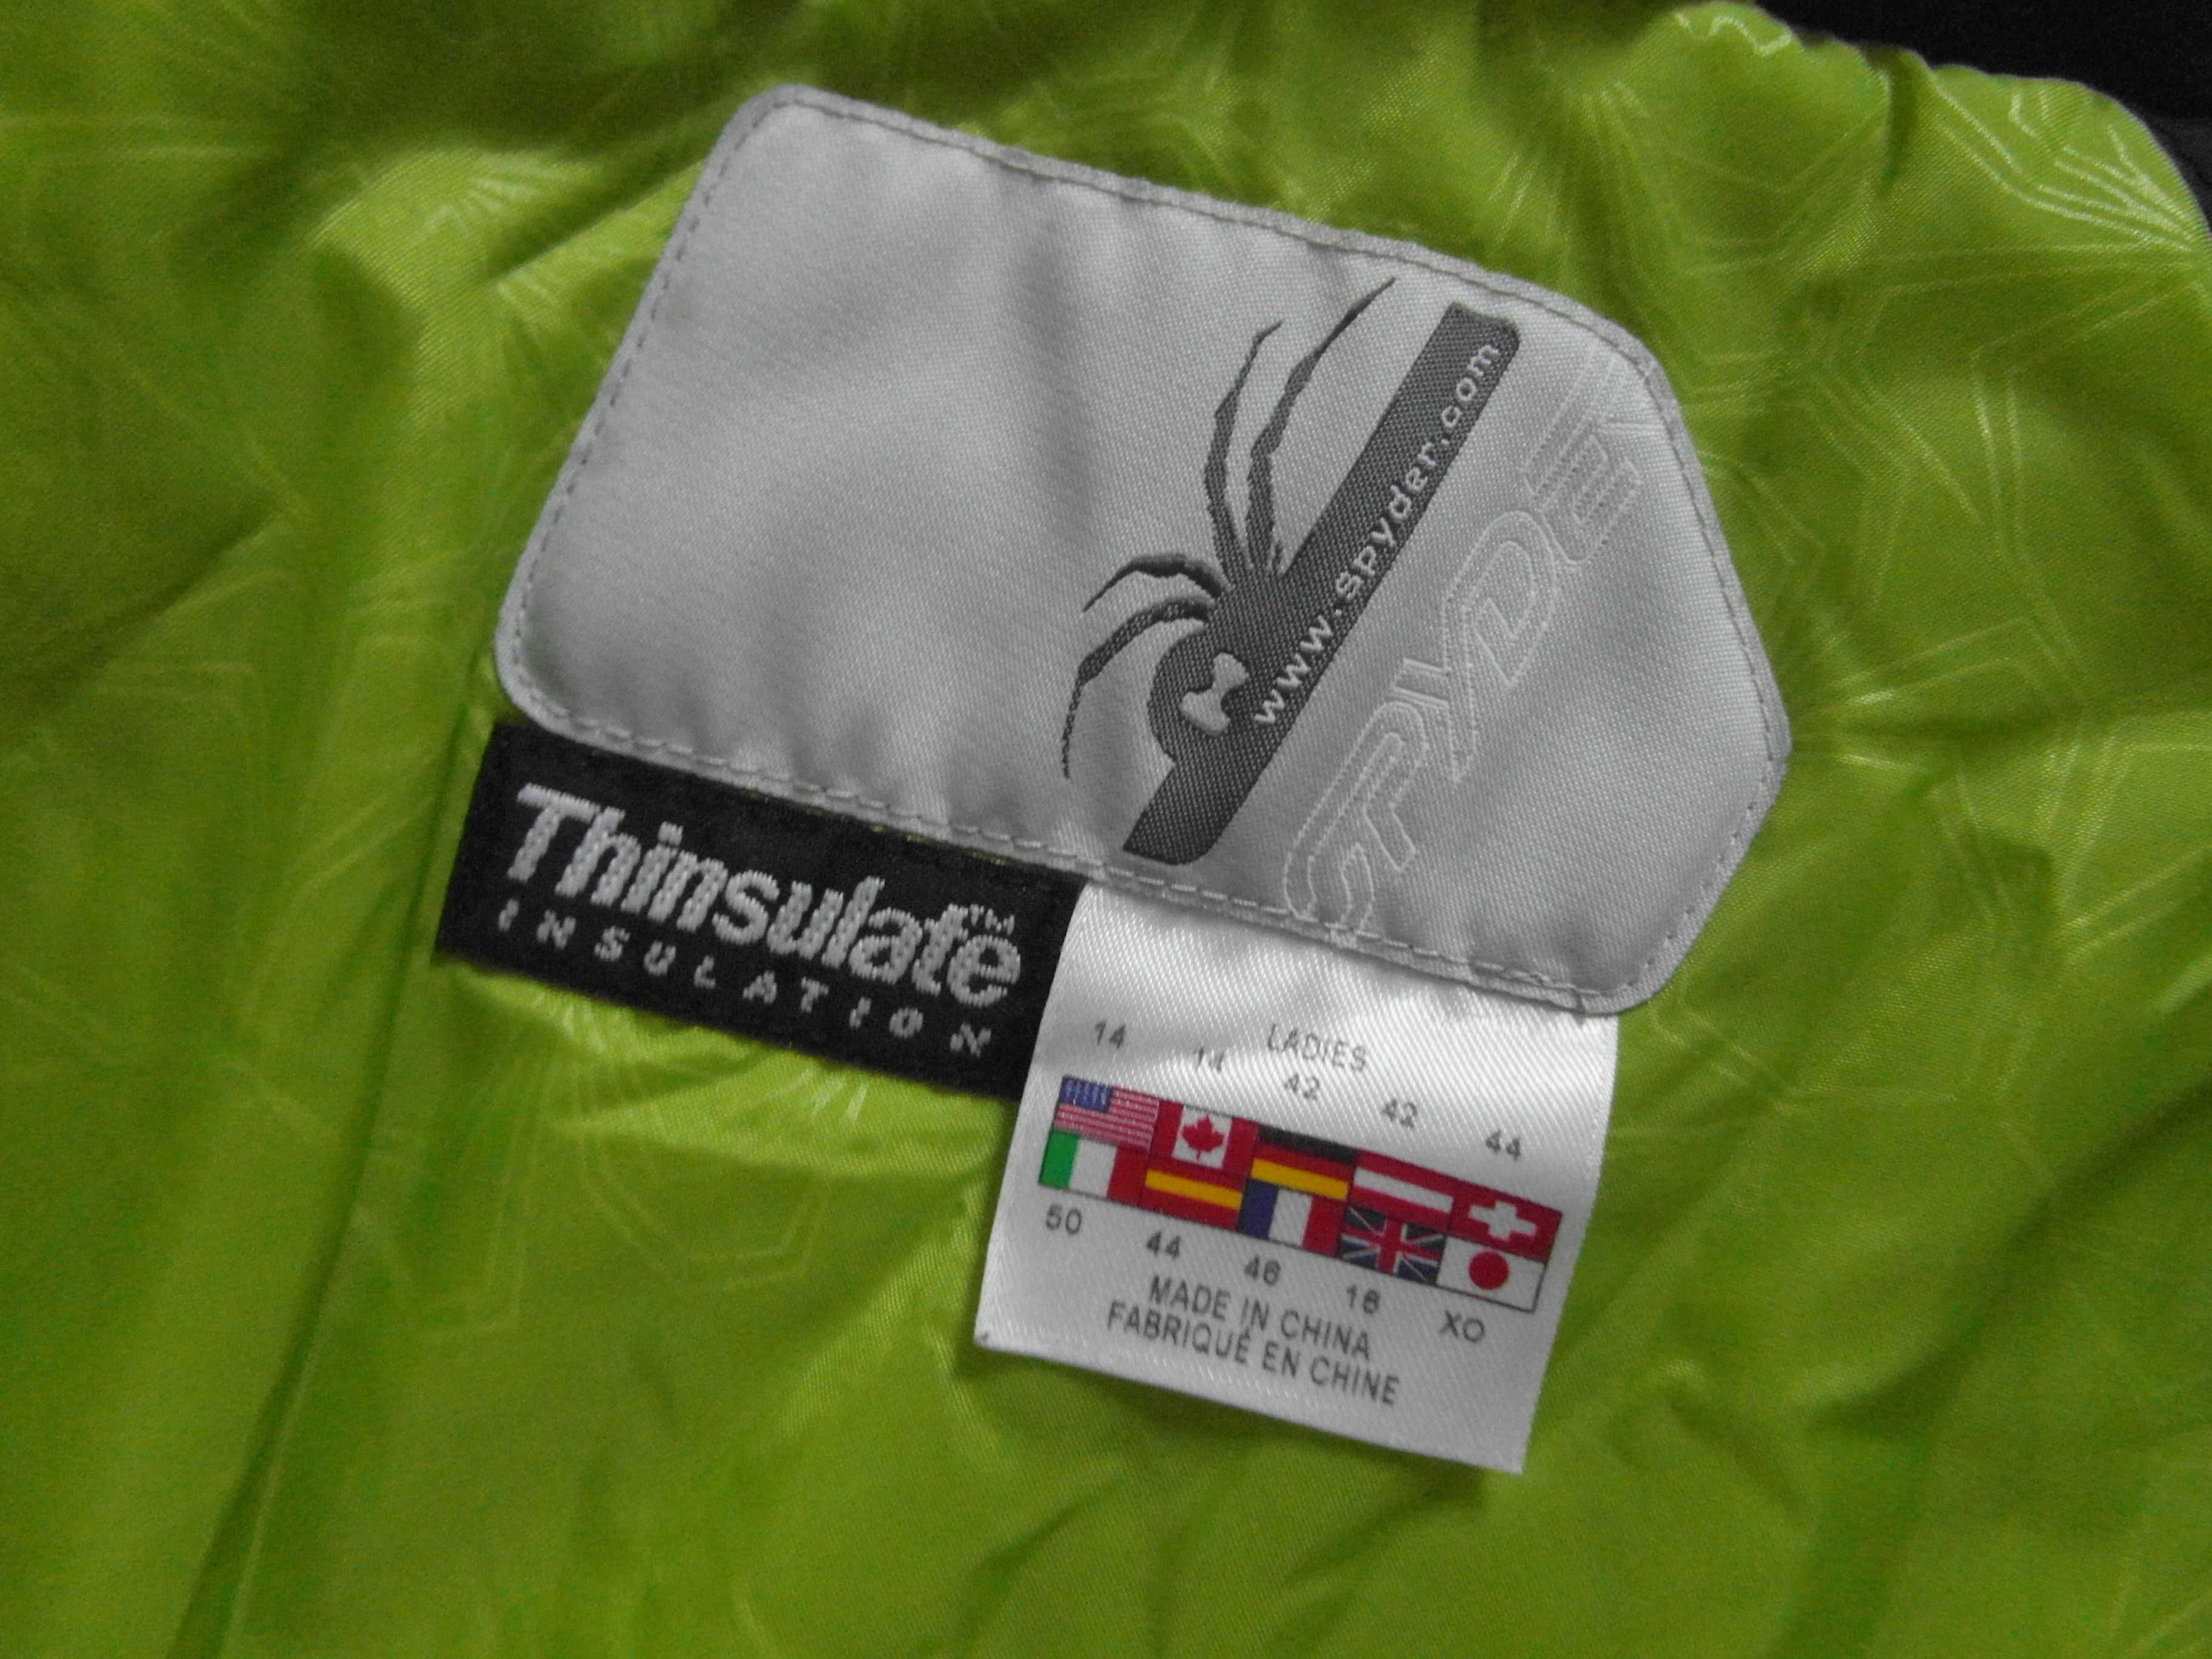 www.spyder.com
SPYDER
Thinsulate™
INSULATION
LADIES
14 14 42 42 44
50 44 46 16 XO
MADE IN CHINA
FABRIQUÉ EN CHINE